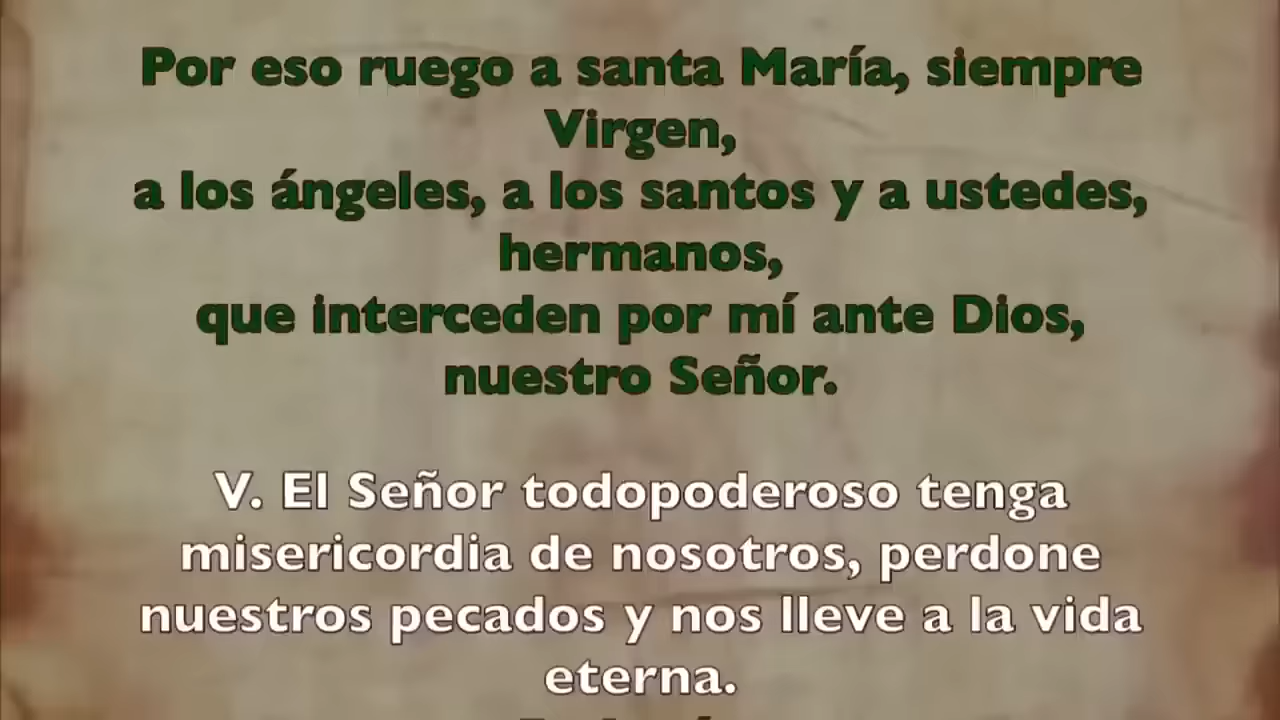 Por eso ruego a santa María, siempre
Virgen,
a los ángeles, a los santos y a ustedes,
hermanos,
que interceden por mí ante Dios,
nuestro Señor.
V. El Señor todopoderoso tenga
misericordia de nosotros, perdone
nuestros pecados y nos lleve a la vida
eterna.